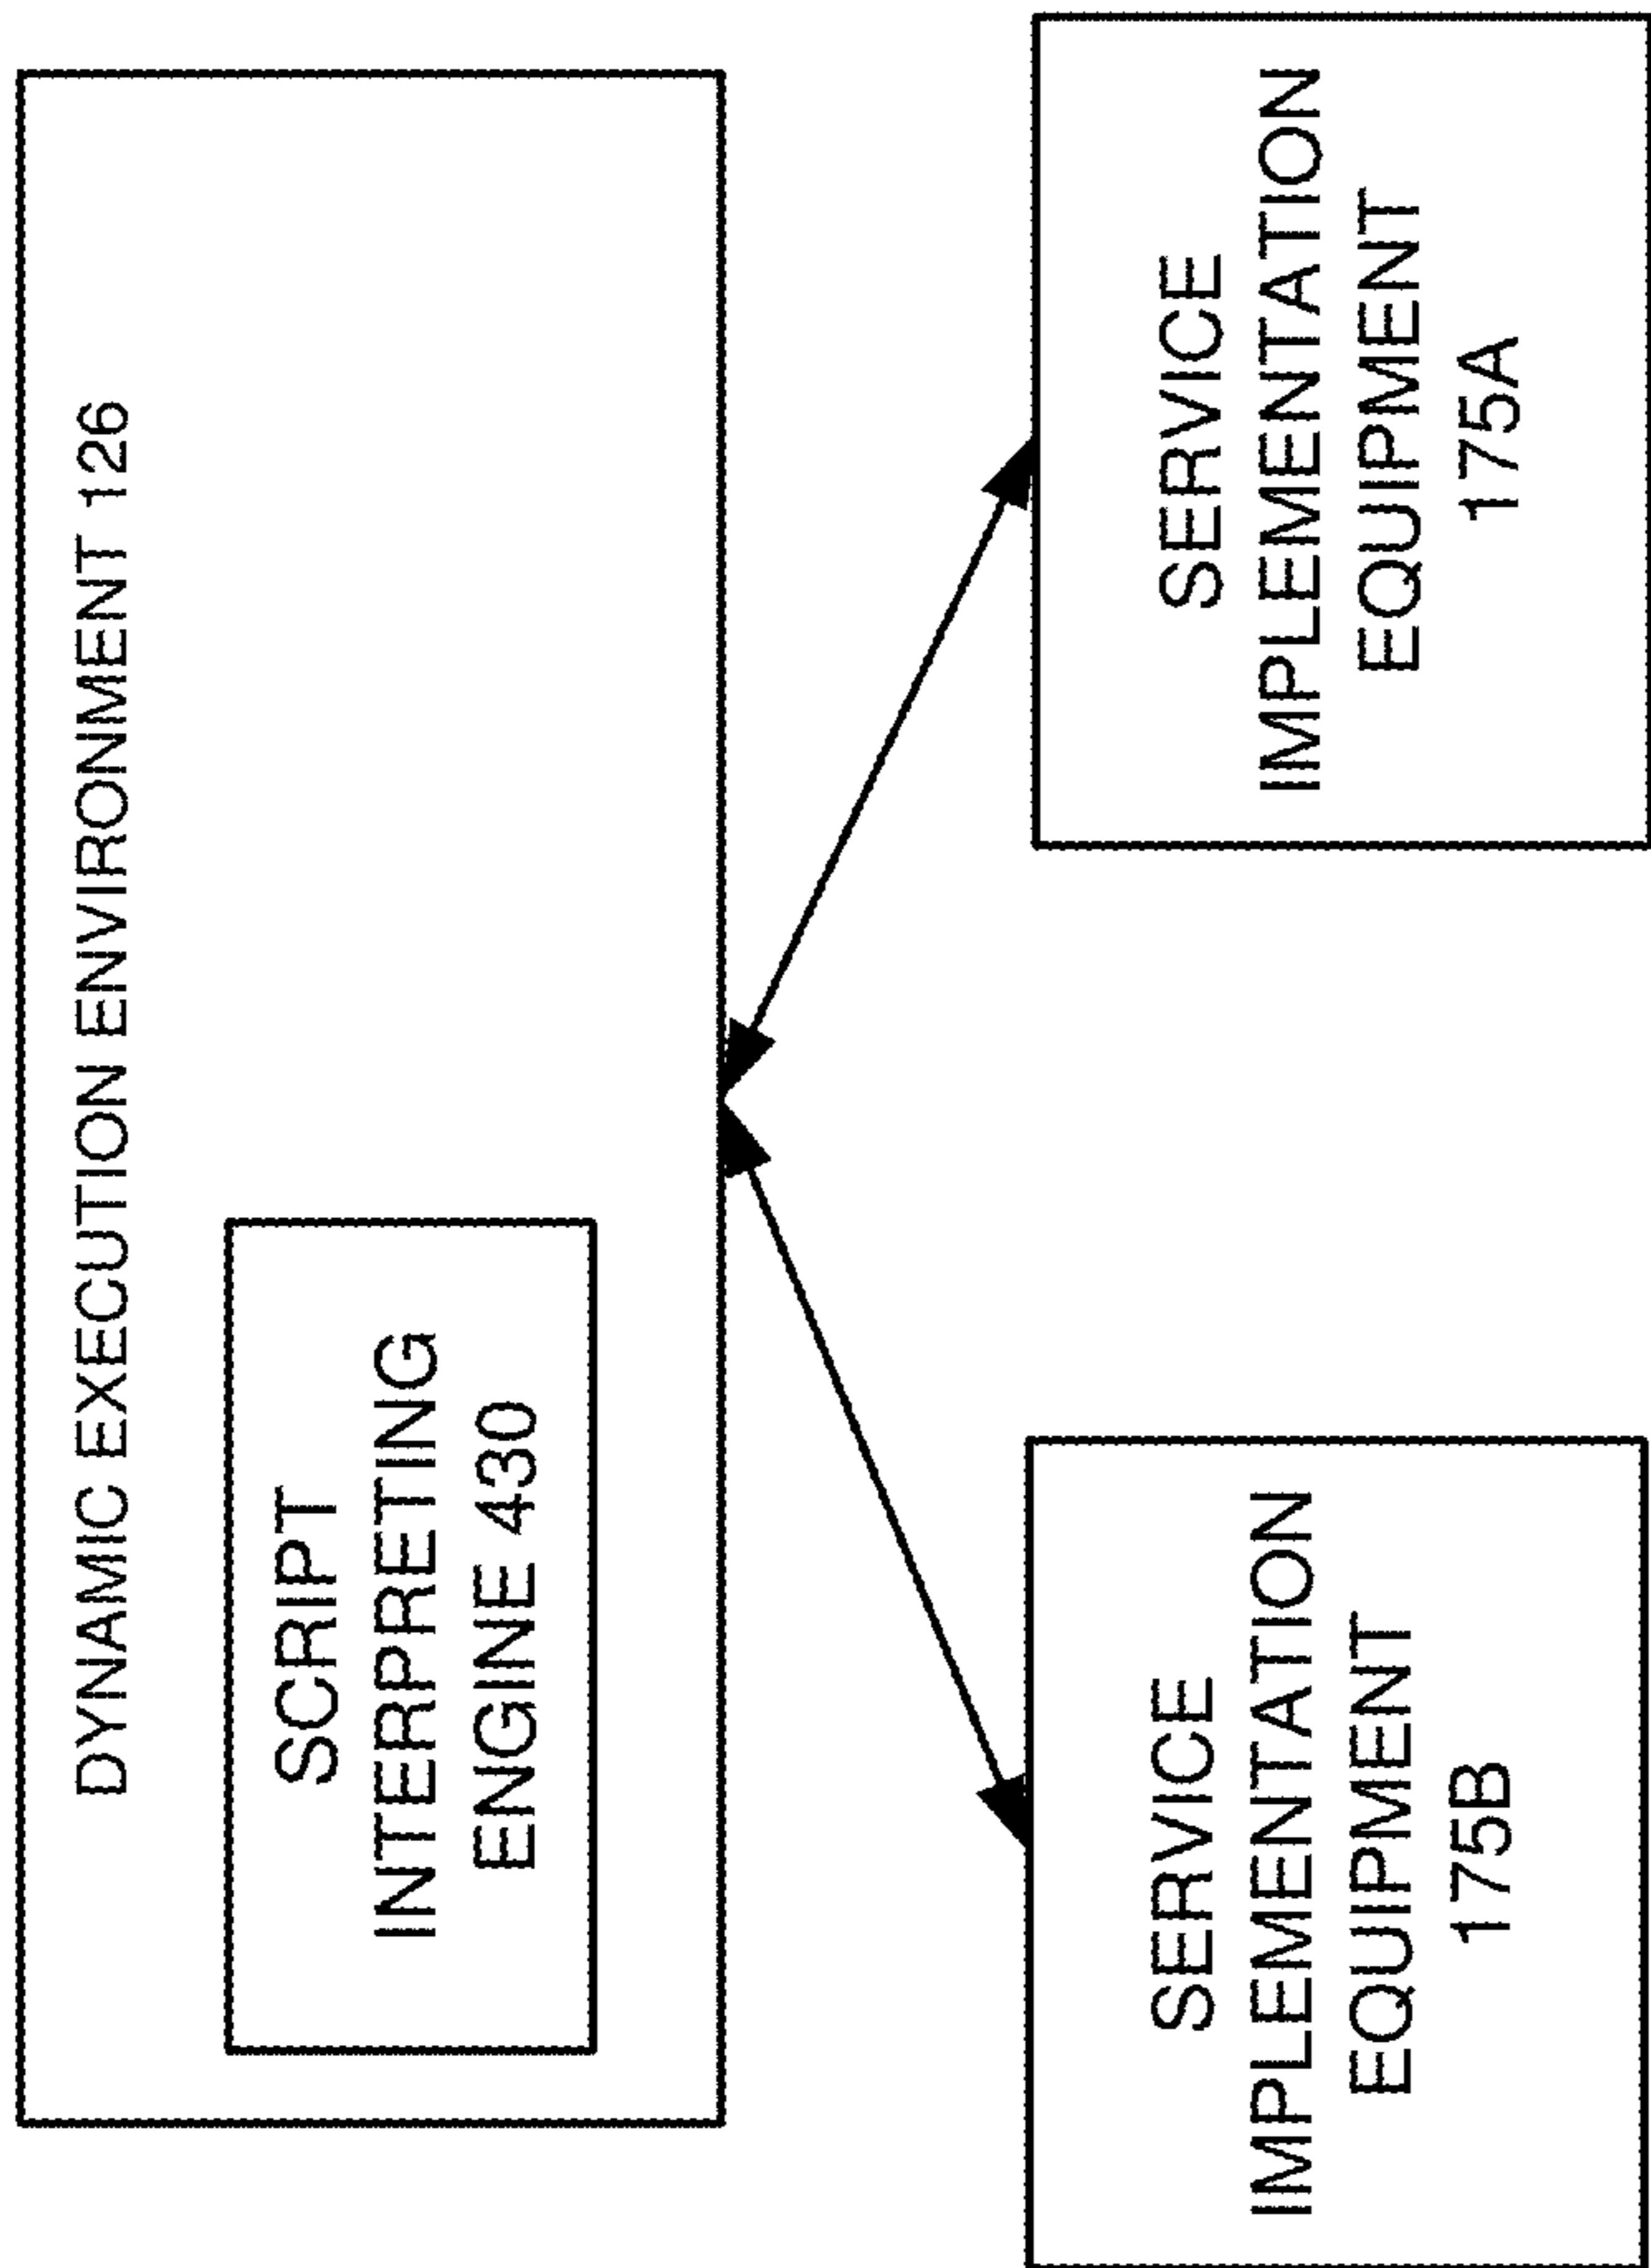 DYNAMIC EXECUTION ENVIRONMENT 126
SCRIPT
INTERPRETING
ENGINE 430
SERVICE
IMPLEMENTATION
EQUIPMENT
175B
SERVICE
IMPLEMENTATION
EQUIPMENT
175A